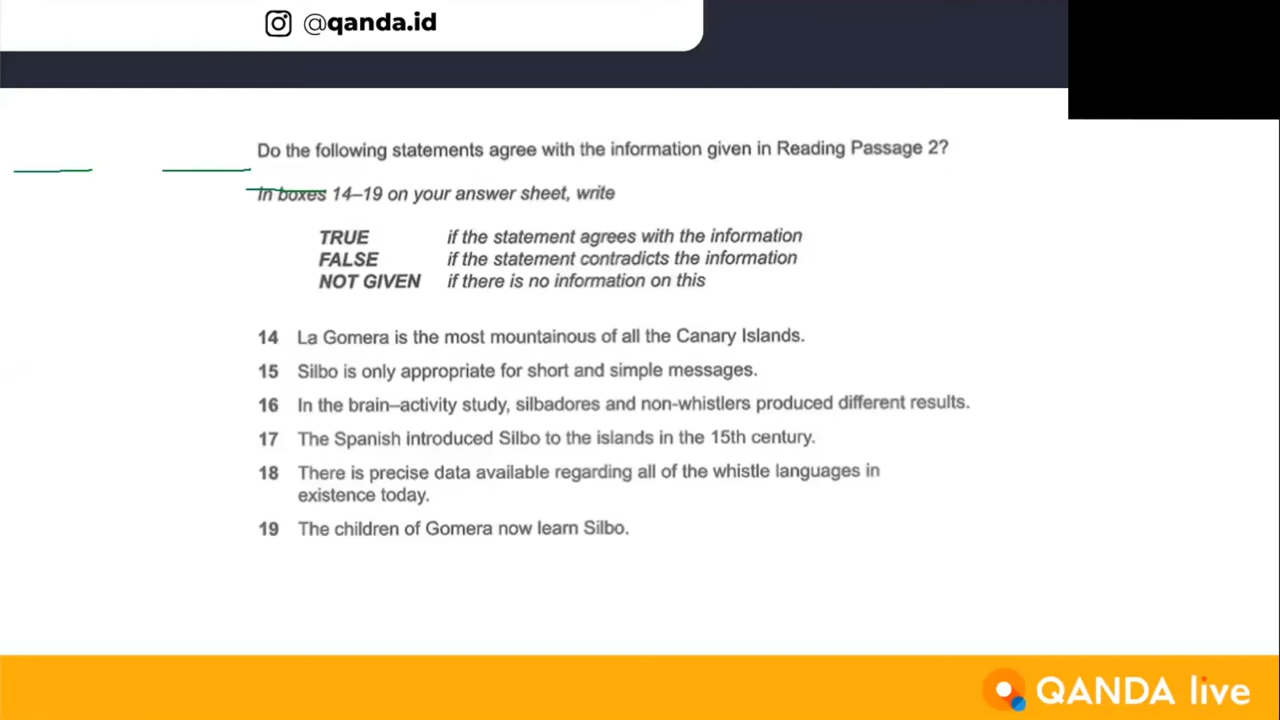 @qanda.id
Do the following statements agree with the information given in Reading Passage 2?
In boxes 14–19 on your answer sheet, write
TRUE if the statement agrees with the information
FALSE if the statement contradicts the information
NOT GIVEN if there is no information on this
14 La Gomera is the most mountainous of all the Canary Islands.
15 Silbo is only appropriate for short and simple messages.
16 In the brain–activity study, silbadores and non-whistlers produced different results.
17 The Spanish introduced Silbo to the islands in the 15th century.
18 There is precise data available regarding all of the whistle languages in
existence today.
19 The children of Gomera now learn Silbo.
QANDA live